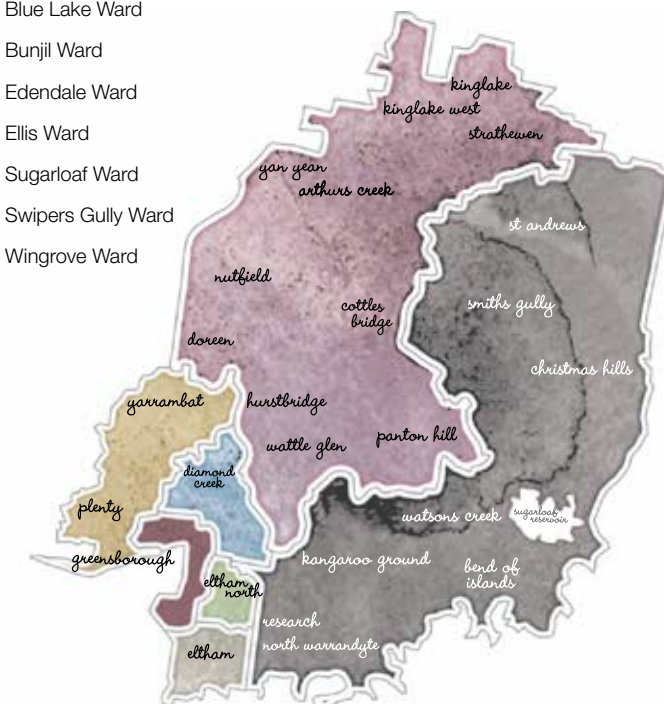 Blue Lake Ward
Bunjil Ward
Edendale Ward
Ellis Ward
Sugarloaf Ward
Swipers Gully Ward
Wingrove Ward
kinglake
kinglake west
strathewen
yan yean
arthurs creek
st andrews
nutfield
smiths gully
cottles
bridge
doreen
christmas hills
yarrambat
hurstbridge
wattle glen
panton hill
diamond
creek
plenty
watsons creek
sugarloaf
reservoir
greensborough
kangaroo ground
bend of
islands
eltham
north
research
north warrandyte
eltham